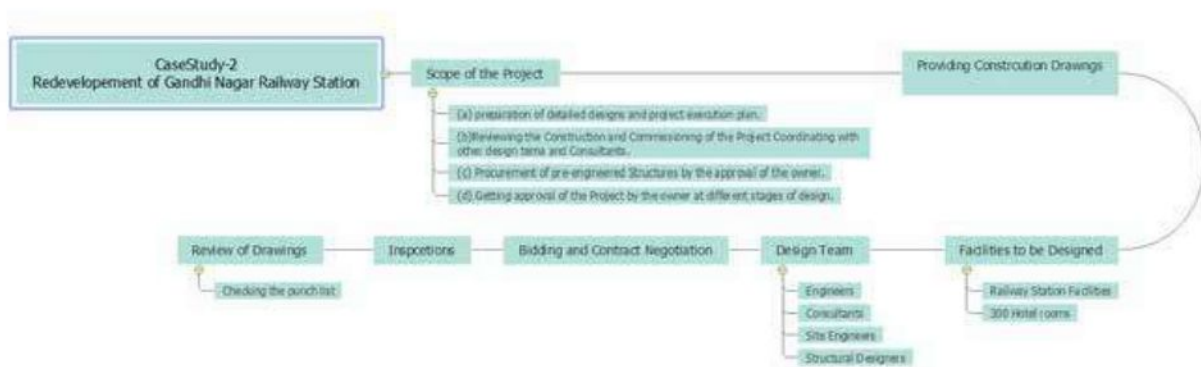 CaseStudy-2
Redevelopement of Gandhi Nagar Railway Station
Scope of the Project
Providing Constrcution Drawings
(a) preparation of detailed designs and project execution plan.
(b)Reviewing the Construction and Commissioning of the Project Coordinating with
other design tema and Consultants.
(c) Procurement of pre-engineered Structures by the approval of the owner.
(d) Getting approval of the Project by the owner at different stages of design.
Review of Drawings
Inspcetions
Bidding and Contract Negotiation
Design Team
Facilities to be Designed
Checking the punch list
Engineers
Consultants
Site Engineers
Structural Designers
Railway Station Facilities
300 Hotel rooms